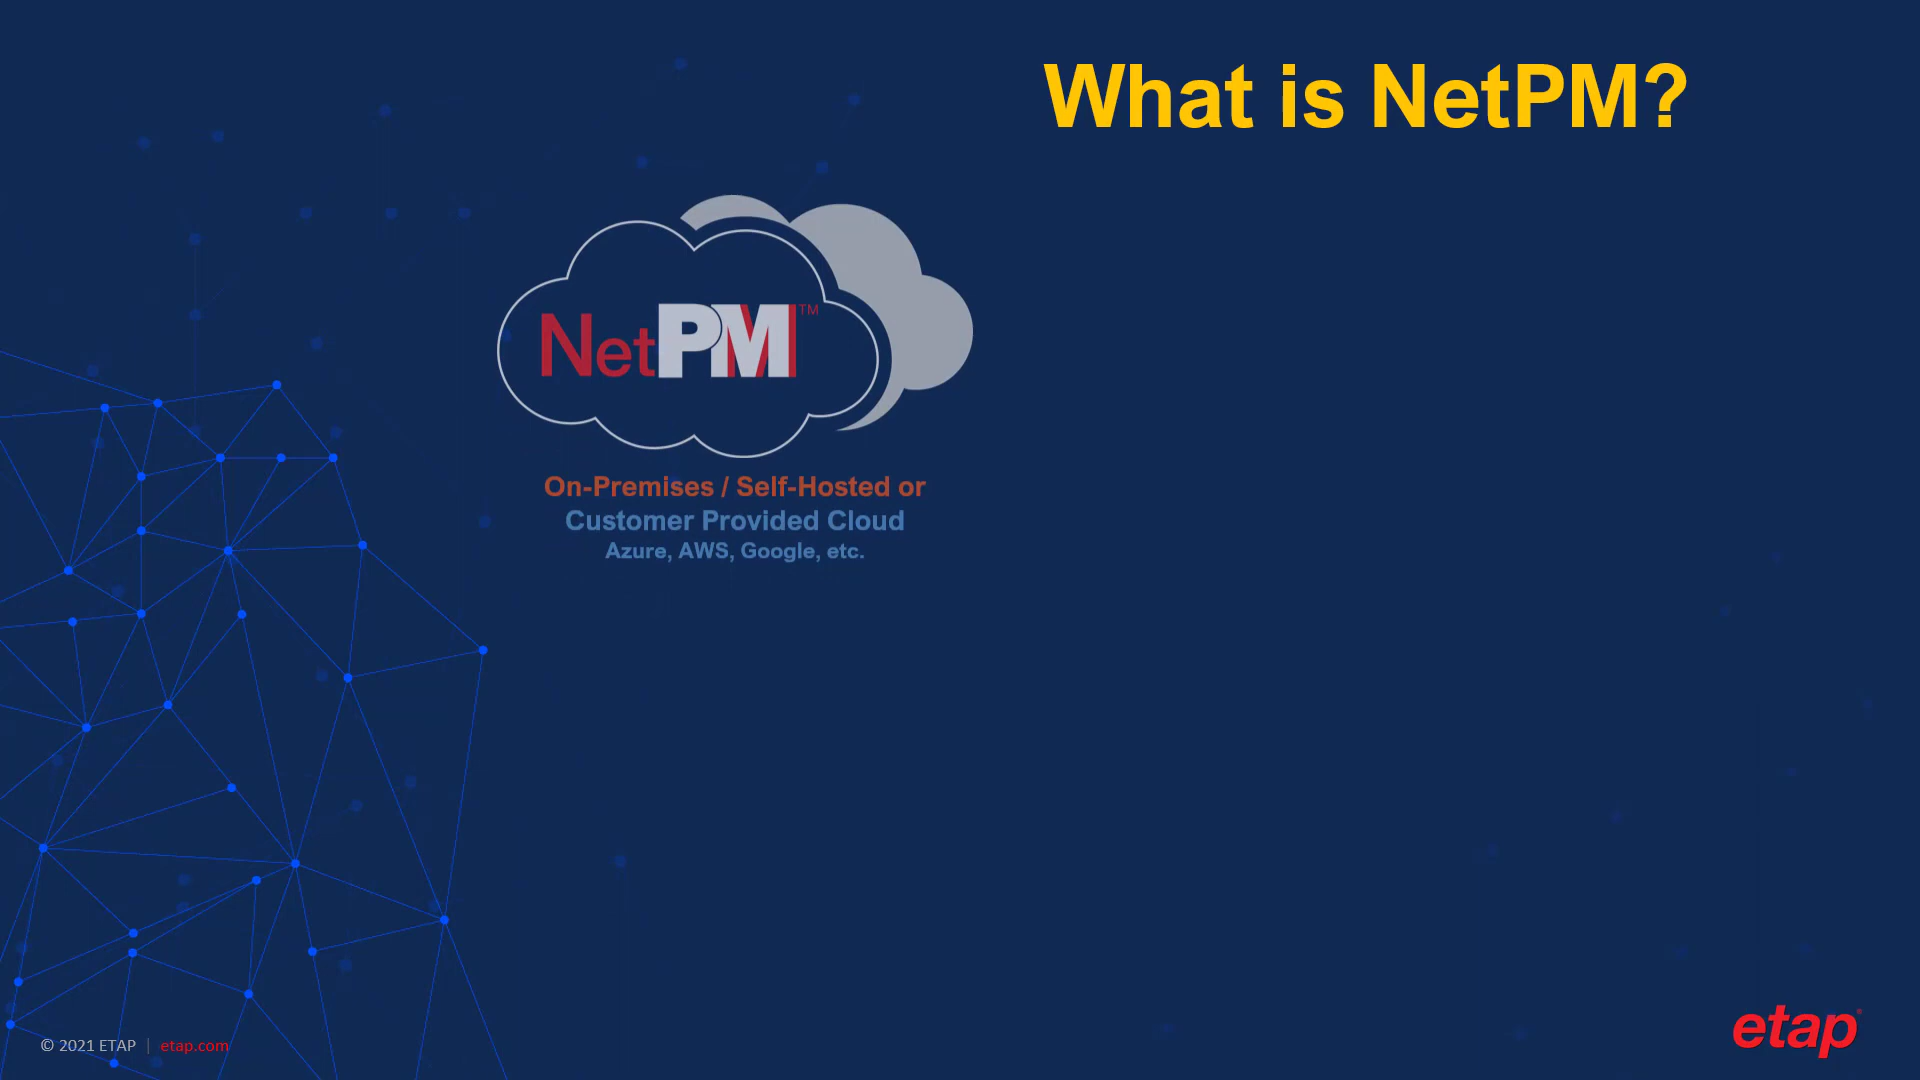 What is NetPM?
NetPM™
On-Premises / Self-Hosted or
Customer Provided Cloud
Azure, AWS, Google, etc.
© 2021 ETAP | etap.com
etap®